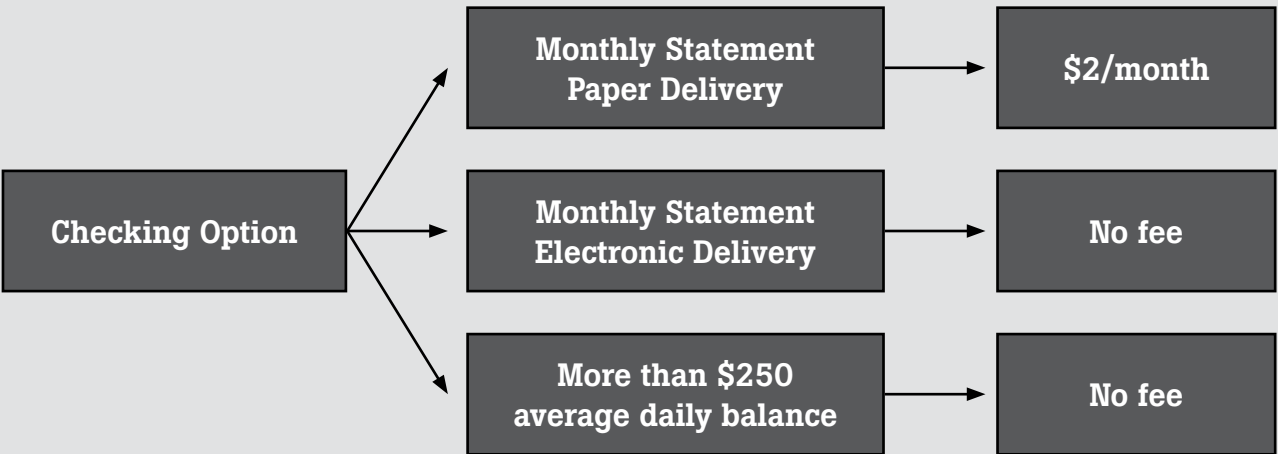 Monthly Statement
Paper Delivery
$2/month
Checking Option
Monthly Statement
Electronic Delivery
No fee
More than $250
average daily balance
No fee